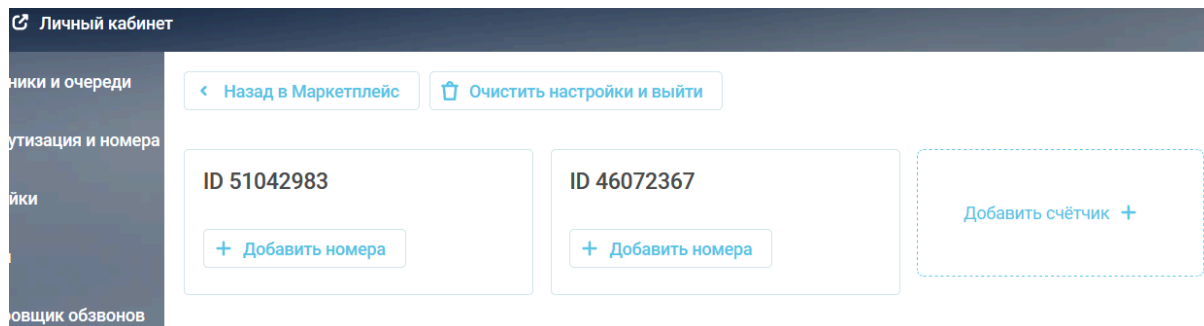 Личный кабинет
ники и очереди
Назад в Маркетплейс
Очистить настройки и выйти
утизация и номера
ID 51042983
ID 46072367
йки
Добавить счётчик +
+ Добавить номера
+ Добавить номера
овщик обзвонов